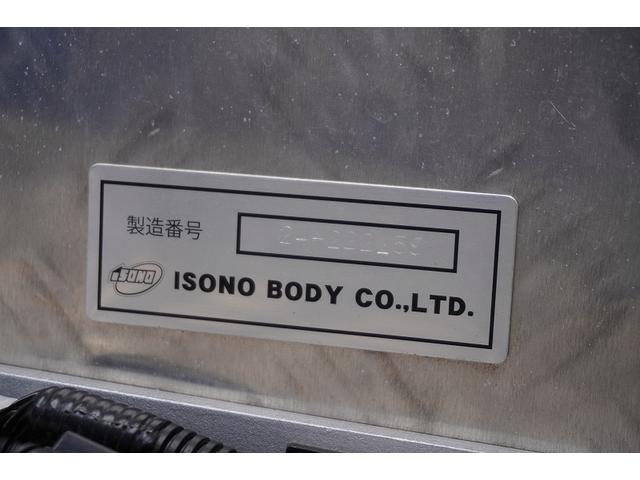 製造番号
ISONO
ISONO BODY CO.,LTD.